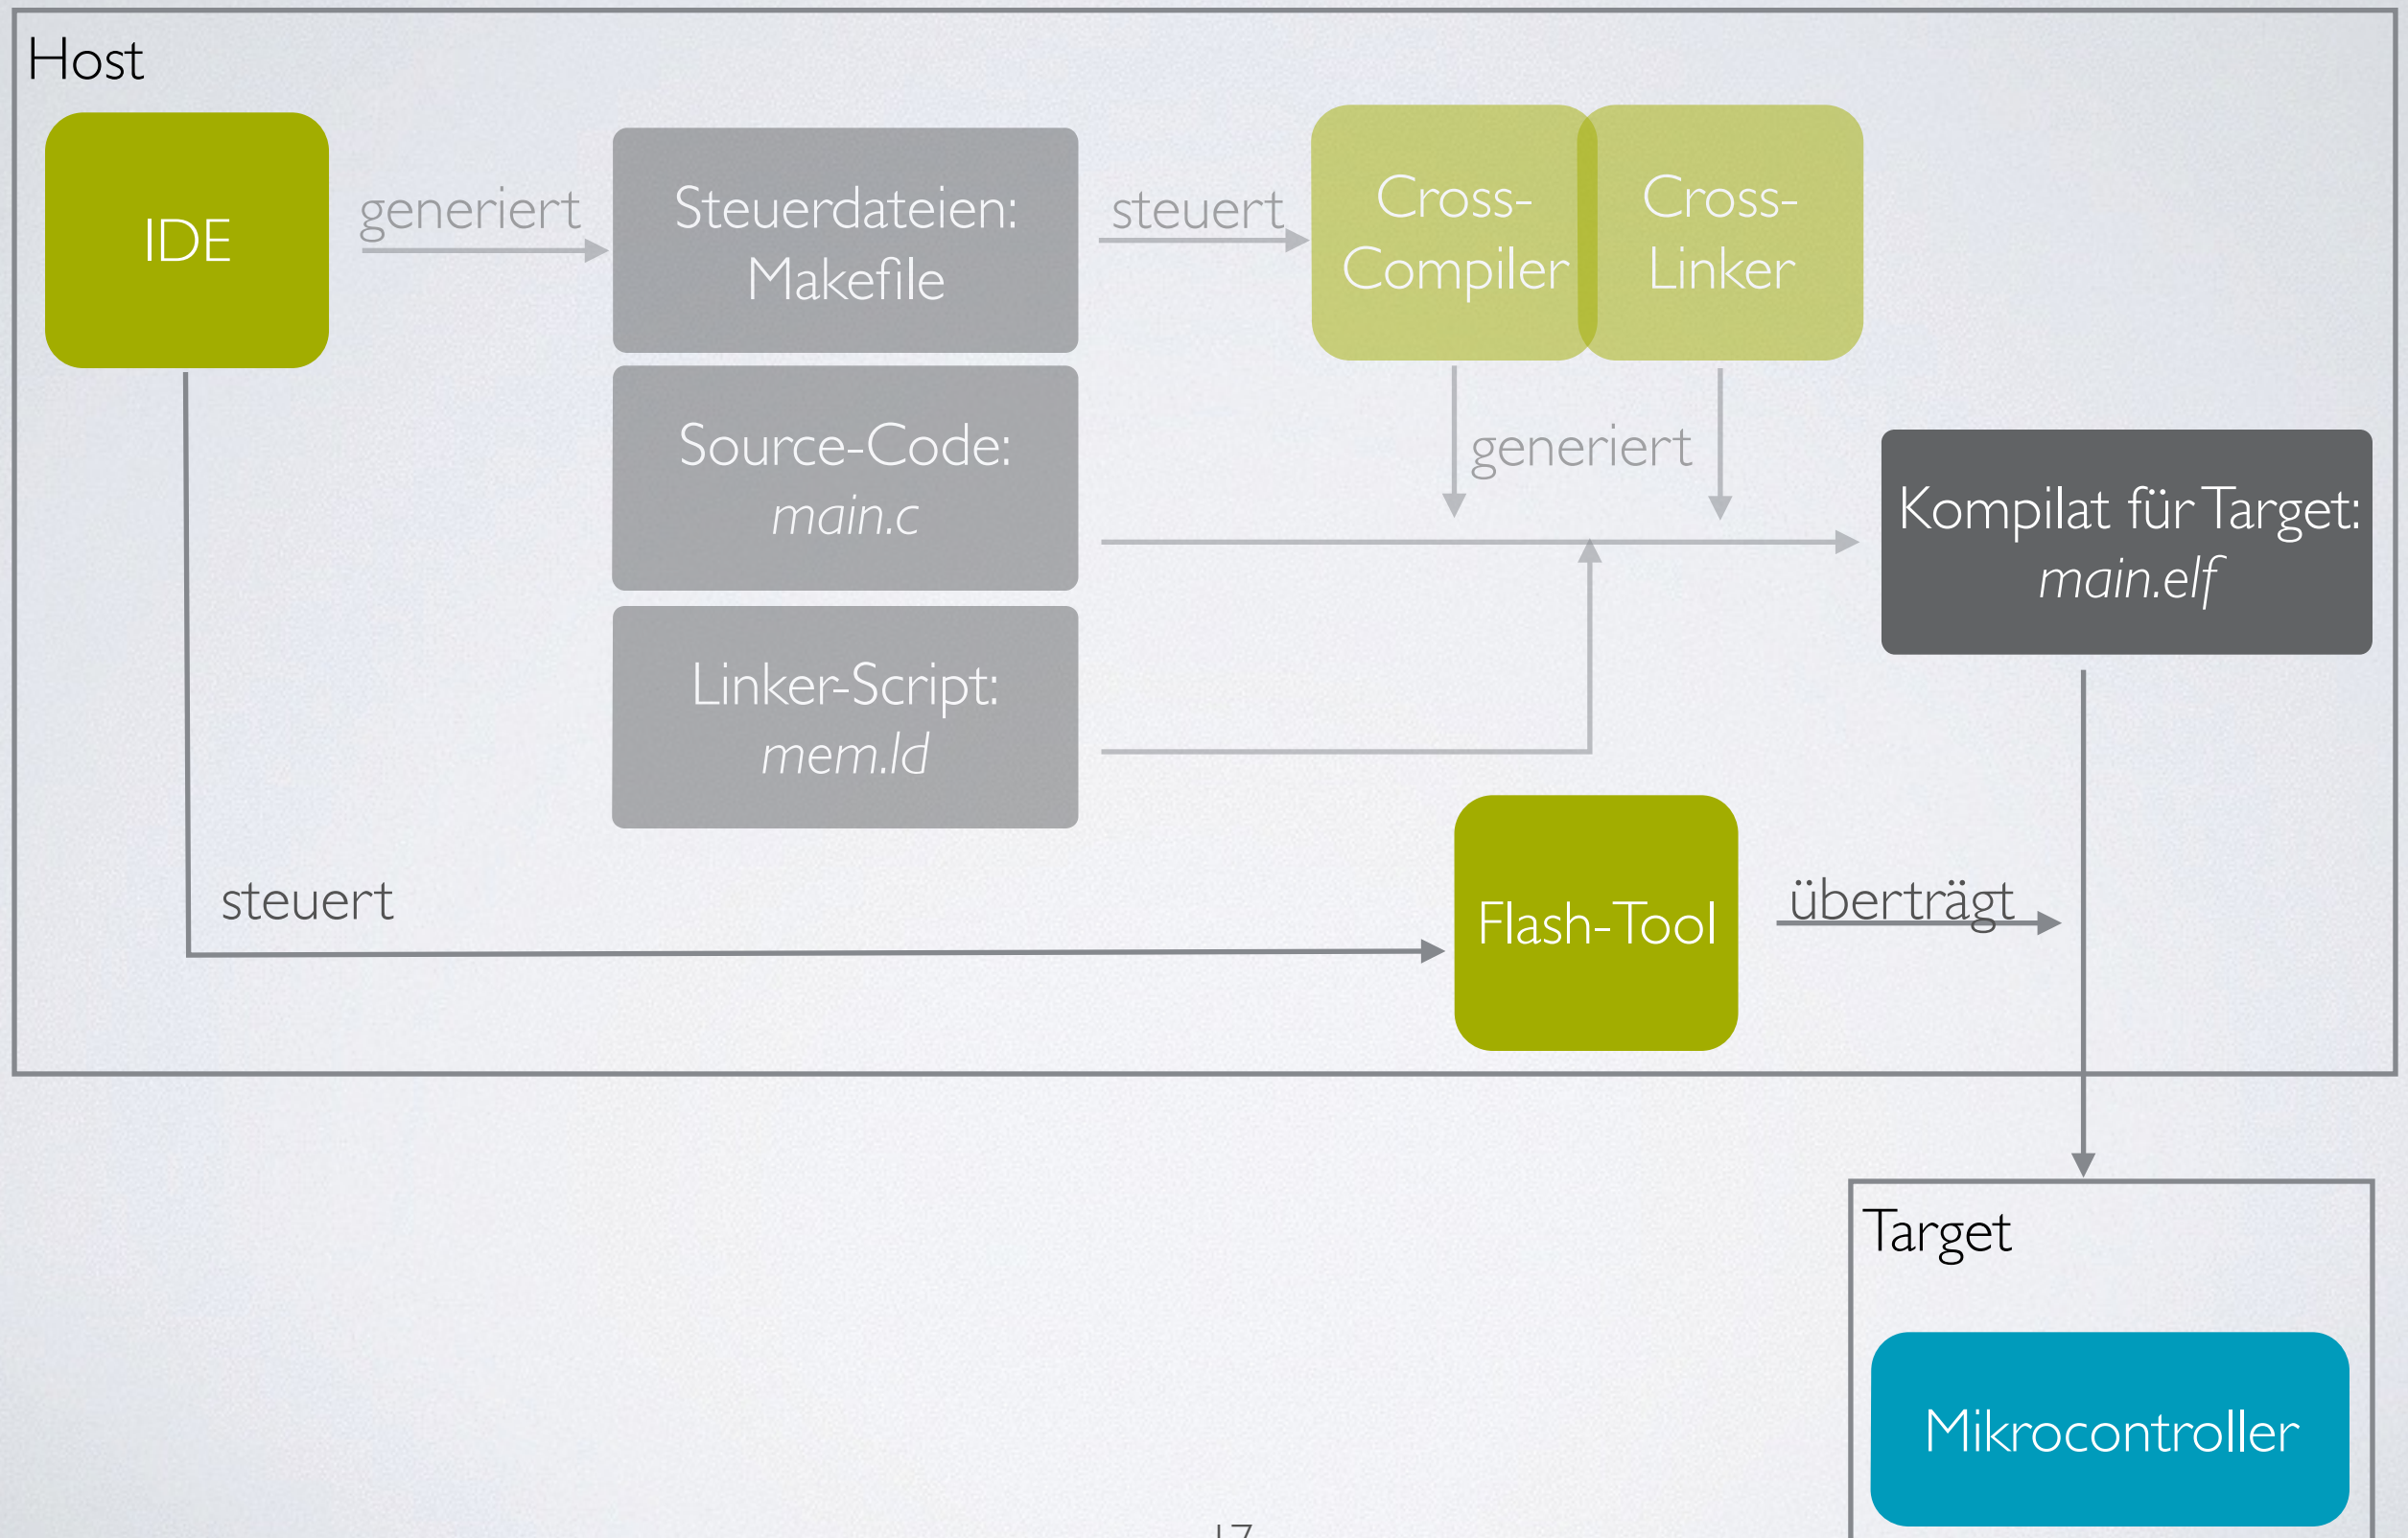 Host
IDE
generiert
Steuerdateien:
Makefile
steuert
Cross-
Compiler
Cross-
Linker
Source-Code:
main.c
generiert
Kompilat für Target:
main.elf
Linker-Script:
mem.ld
steuert
Flash-Tool
überträgt
Target
Mikrocontroller
17